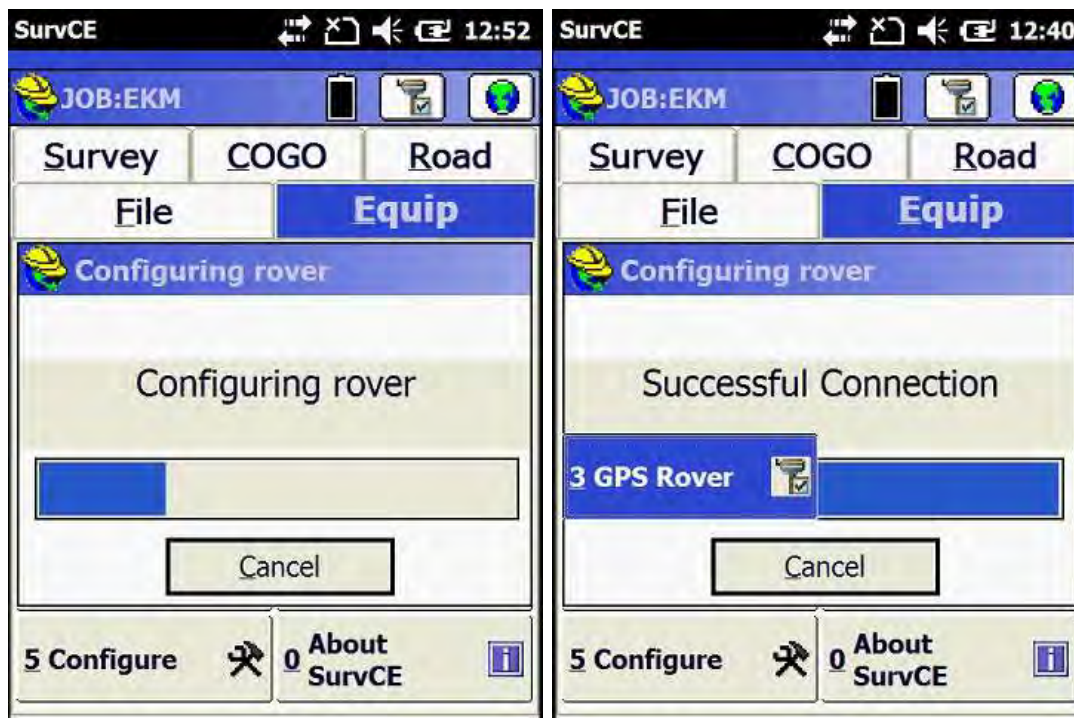 SurvCE 12:52
JOB:EKM
Survey COGO Road
File Equip
Configuring rover
Configuring rover
Cancel
5 Configure
0 About
SurvCE
SurvCE 12:40
JOB:EKM
Survey COGO Road
File Equip
Configuring rover
Successful Connection
3 GPS Rover
Cancel
5 Configure
0 About
SurvCE